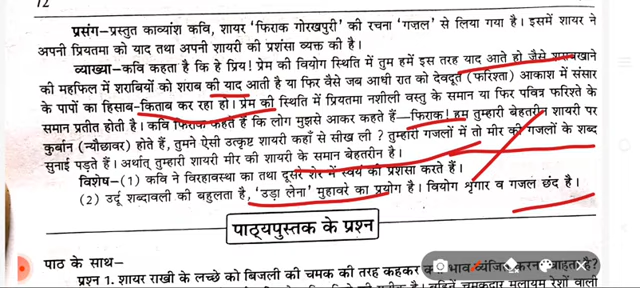 12
प्रसंग–प्रस्तुत काव्यांश कवि, शायर 'फिराक गोरखपुरी' की रचना 'गज़ल' से लिया गया है। इसमें शायर ने
अपनी प्रियतमा को याद तथा अपनी शायरी की प्रशंसा व्यक्त की है।
व्याख्या–कवि कहता है कि हे प्रिय! प्रेम की वियोग स्थिति में तुम हमें इस तरह याद आते हो जैसे शराबखाने
की महफिल में शराबियों को शराब की याद आती है या फिर वैसे जब आधी रात को देवदूत (फरिश्ता) आकाश में संसार
के पापों का हिसाब-किताब कर रहा हो। प्रेम की स्थिति में प्रियतमा नशीली वस्तु के समान या फिर पवित्र फरिश्ते के
समान प्रतीत होती है। कवि फिराक कहते हैं कि लोग मुझसे आकर कहते हैं–फिराक! हम तुम्हारी बेहतरीन शायरी पर
कुर्बान (न्यौछावर) होते हैं, तुमने ऐसी उत्कृष्ट शायरी कहाँ से सीख ली ? तुम्हारी गजलों में तो मीर की गजलों के शब्द
सुनाई पड़ते हैं। अर्थात् तुम्हारी शायरी मीर की शायरी के समान बेहतरीन है।
विशेष–(1) कवि ने विरहावस्था का तथा दूसरे शेर में स्वयं की प्रशंसा करते हैं।
(2) उर्दू शब्दावली की बहुलता है, 'उड़ा लेना' मुहावरे का प्रयोग है। वियोग शृंगार व गजल छंद है।
पाठ्यपुस्तक के प्रश्न
पाठ के साथ–
प्रश्न 1. शायर राखी के लच्छे को बिजली की चमक की तरह कहकर भाव व्यंजित करना चाहता है?
चमकदार मुलायम रेशों वाली